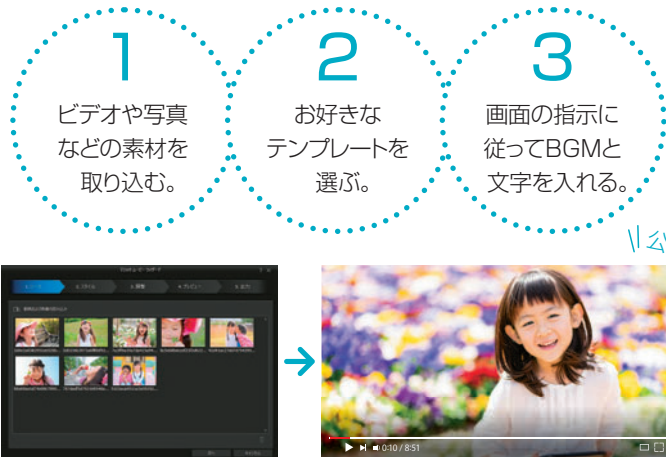 1
ビデオや写真
などの素材を
取り込む。
2
お好きな
テンプレートを
選ぶ。
3
画面の指示に
従ってBGMと
文字を入れる。
公
0:10 / 8:51